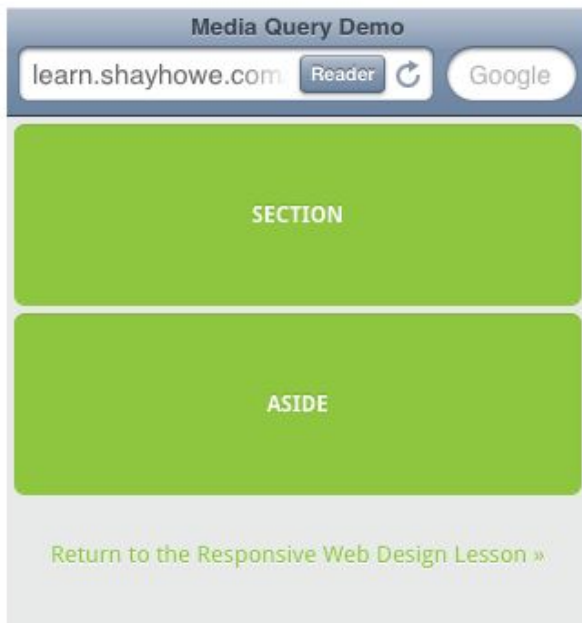 Media Query Demo
learn.shayhowe.com Reader Google
SECTION
ASIDE
Return to the Responsive Web Design Lesson »